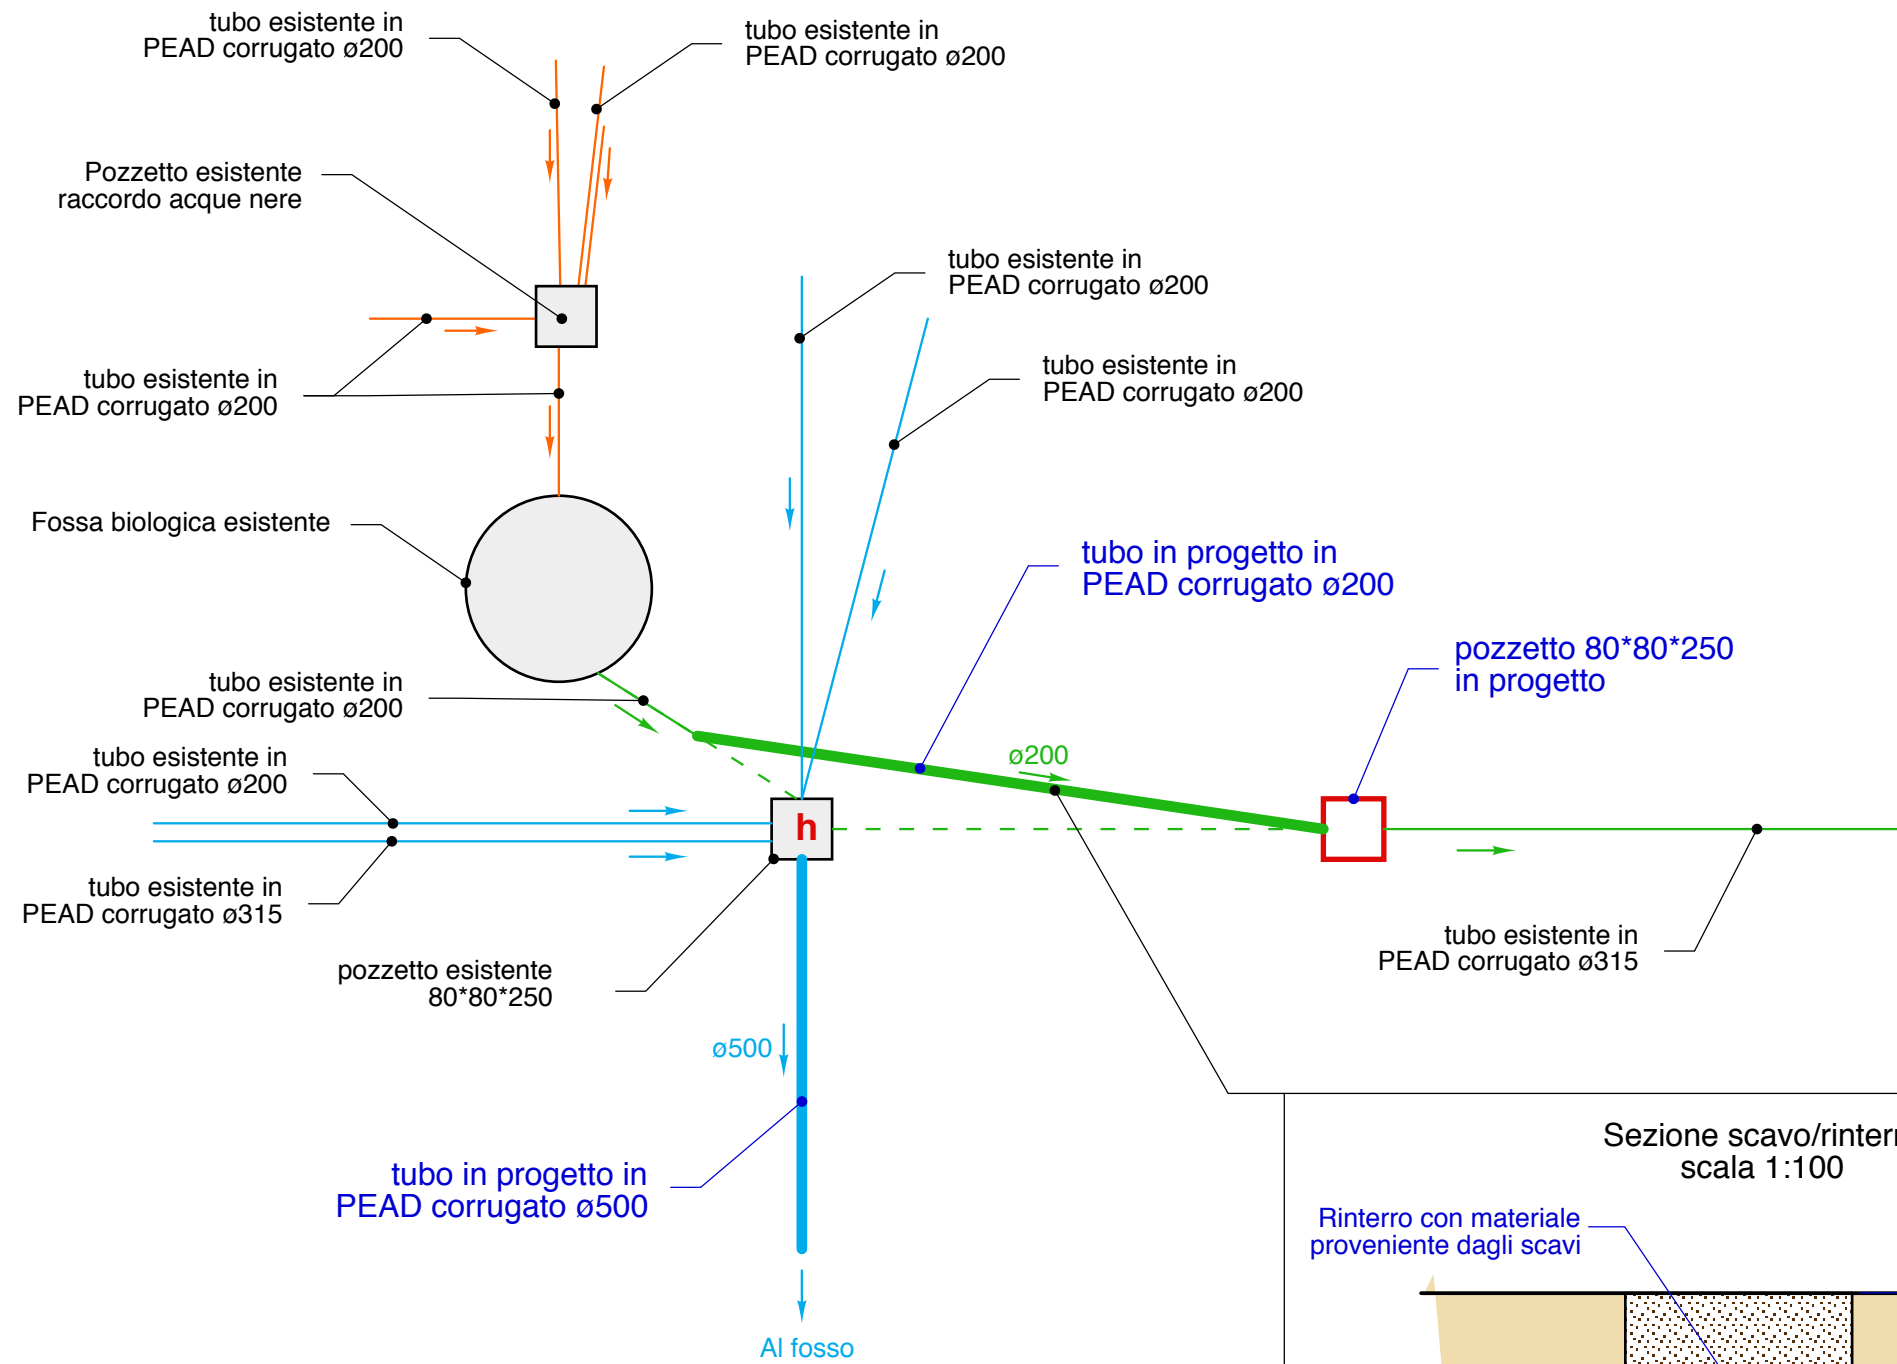 tubo esistente in
PEAD corrugato ø200
tubo esistente in
PEAD corrugato ø200
Pozzetto esistente
raccordo acque nere
tubo esistente in
PEAD corrugato ø200
tubo esistente in
PEAD corrugato ø200
tubo esistente in
PEAD corrugato ø200
Fossa biologica esistente
tubo in progetto in
PEAD corrugato ø200
pozzetto 80*80*250
in progetto
tubo esistente in
PEAD corrugato ø200
ø200
tubo esistente in
PEAD corrugato ø200
h
tubo esistente in
PEAD corrugato ø315
tubo esistente in
PEAD corrugato ø315
pozzetto esistente
80*80*250
ø500
tubo in progetto in
PEAD corrugato ø500
Sezione scavo/rinterr
scala 1:100
Rinterro con materiale
proveniente dagli scavi
Al fosso